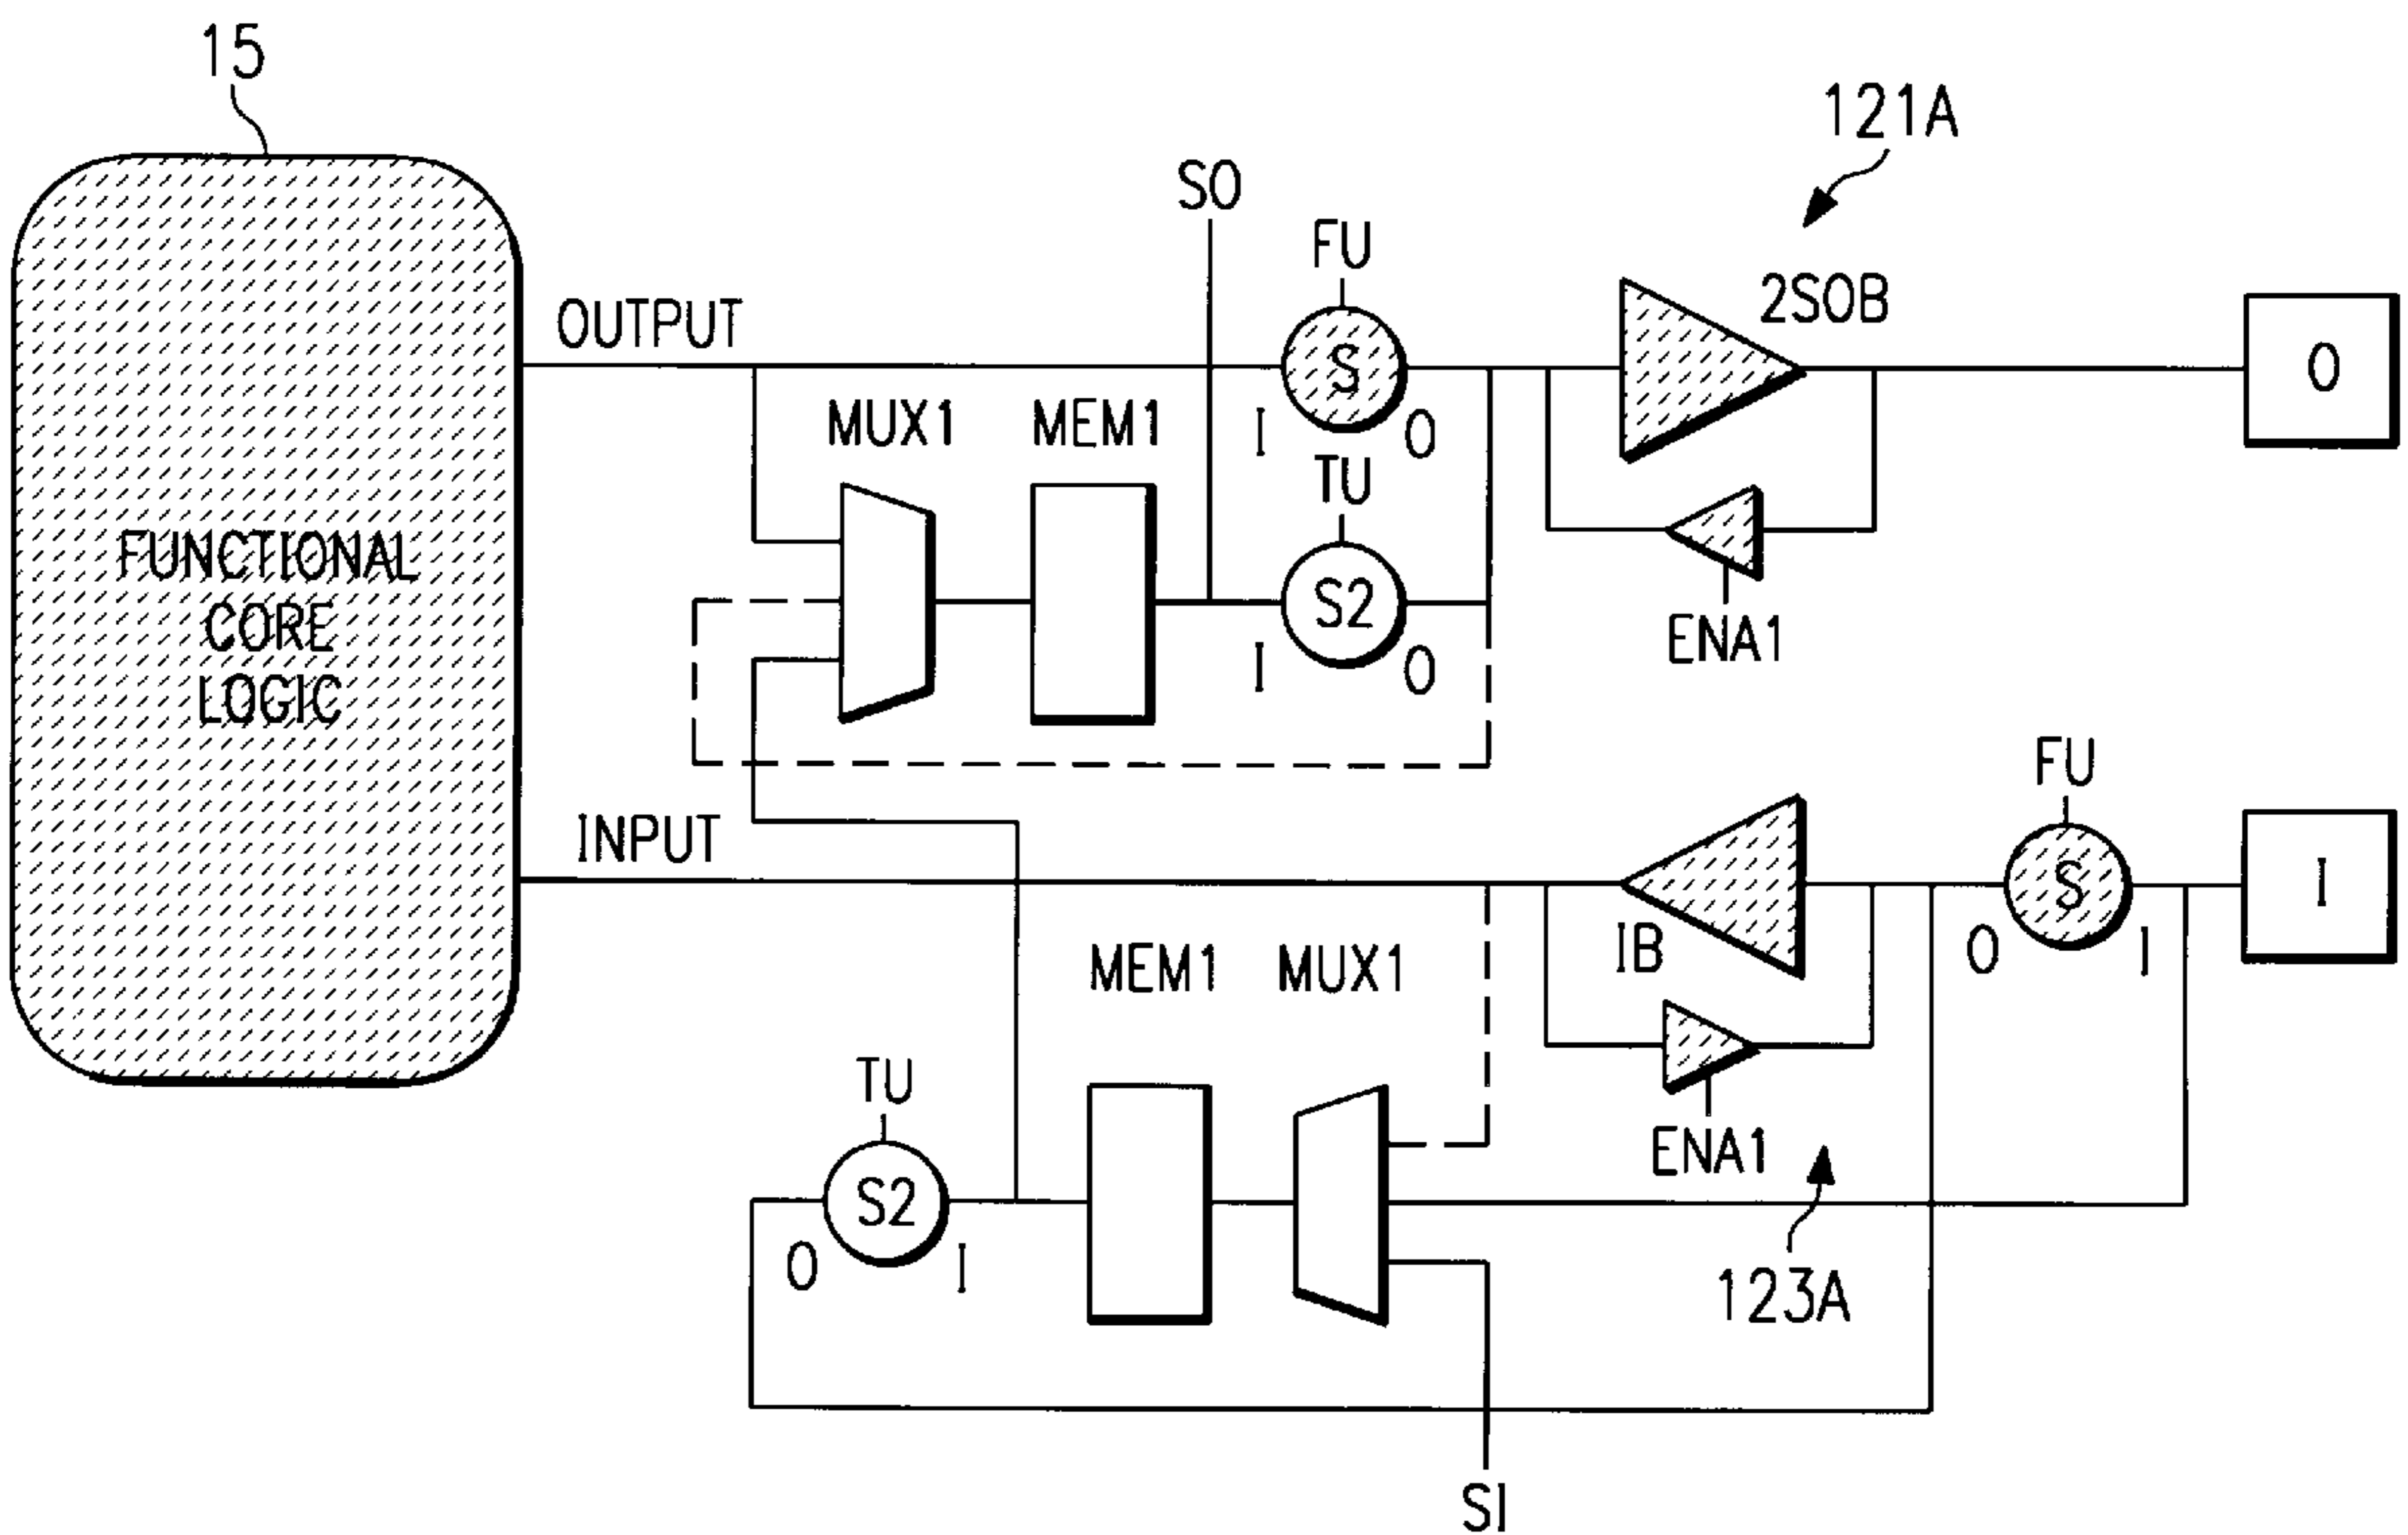 15
121A
SO
FU
2SOB
OUTPUT
S
O
MUX1
MEM1
I
O
TU
FUNCTIONAL
CORE
LOGIC
S2
ENA1
I
O
FU
INPUT
S
I
IB
O
I
MEM1
MUX1
TU
ENA1
S2
O
I
123A
SI